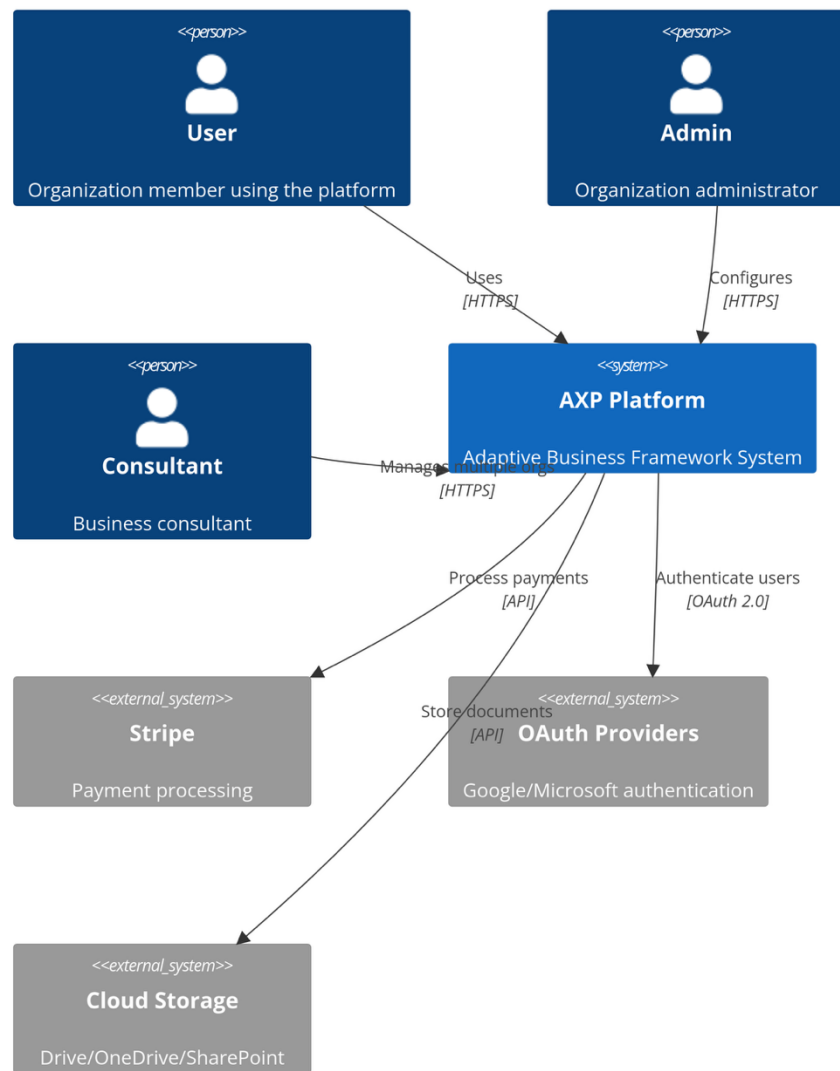 <<person>>
User
Organization member using the platform
<<person>>
Admin
Organization administrator
Uses
[HTTPS]
Configures
[HTTPS]
<<person>>
Consultant
Business consultant
<<system>>
AXP Platform
Adaptive Business Framework System
Manages multiple orgs
[HTTPS]
Process payments
[API]
Authenticate users
[OAuth 2.0]
<<external_system>>
Stripe
Payment processing
Store documents
[API]
<<external_system>>
OAuth Providers
Google/Microsoft authentication
<<external_system>>
Cloud Storage
Drive/OneDrive/SharePoint